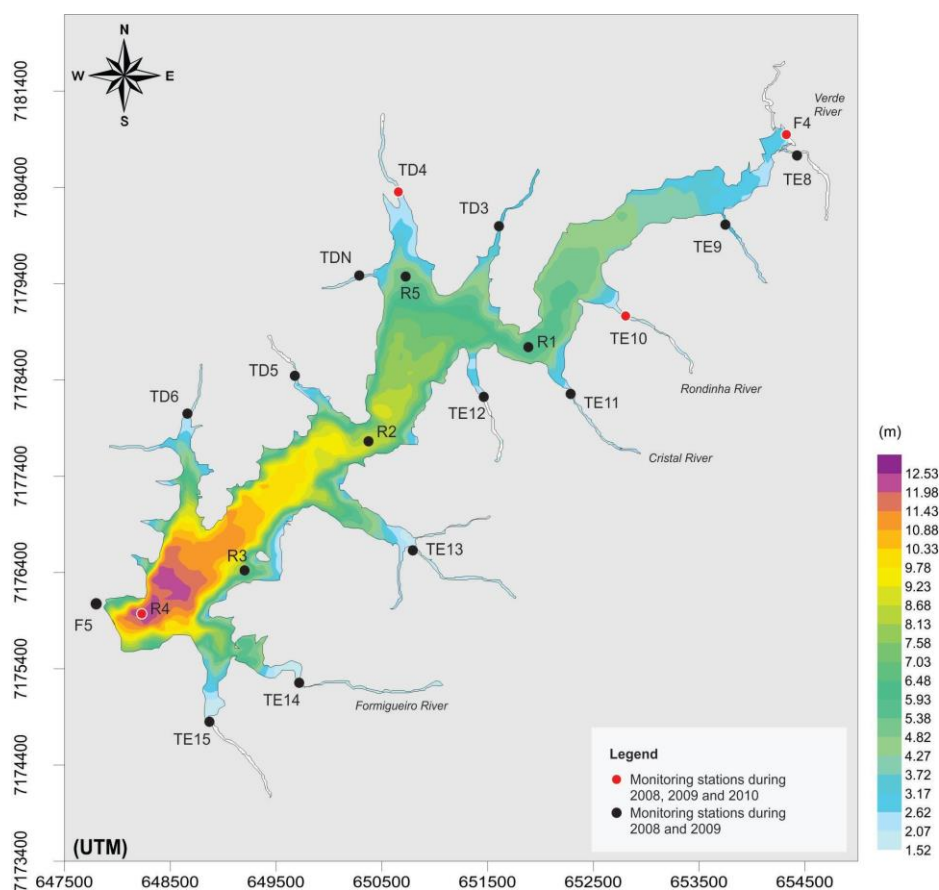 N
W E
S
7181400
7180400
7179400
7178400
7177400
7176400
7175400
7174400
7173400
Verde
River
F4
TE8
TD4
TD3
TE9
TDN
R5
TE10
R1
Rondinha River
TD5
TE12
TE11
TD6
R2
Cristal River
TE13
R3
R4
F5
TE14
Formigueiro River
TE15
(m)
12.53
11.98
11.43
10.88
10.33
9.78
9.23
8.68
8.13
7.58
7.03
6.48
5.93
5.38
4.82
4.27
3.72
3.17
2.62
2.07
1.52
Legend
Monitoring stations during
2008, 2009 and 2010
Monitoring stations during
2008 and 2009
(UTM)
647500 648500 649500 650500 651500 652500 653500 654500